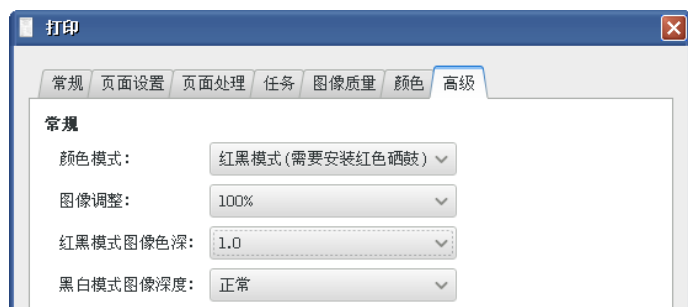 打印
常规 页面设置 页面处理 任务 图像质量 颜色 高级
常规
颜色模式: 红黑模式(需要安装红色硒鼓)
图像调整: 100%
红黑模式图像色深: 1.0
黑白模式图像深度: 正常